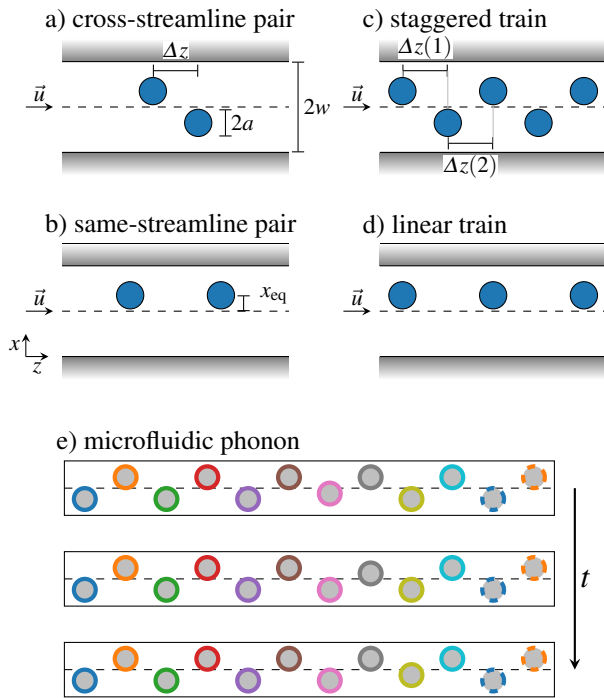 a) cross-streamline pair
Δz
u⃗
2a
2w
c) staggered train
Δz(1)
u⃗
Δz(2)
b) same-streamline pair
u⃗
x_eq
x
z
d) linear train
u⃗
e) microfluidic phonon
t